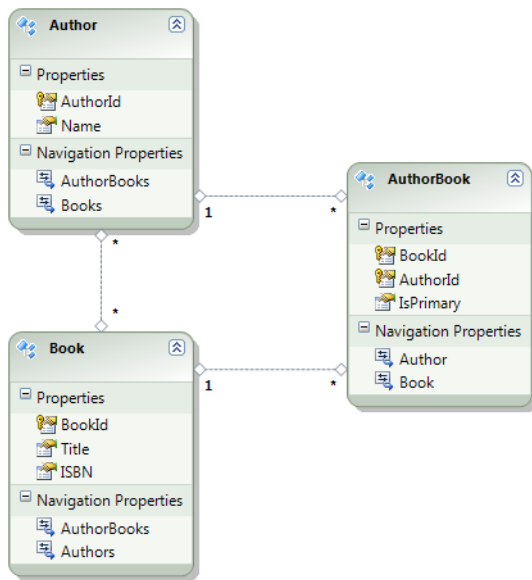 Author
Properties
AuthorId
Name
Navigation Properties
AuthorBooks
Books
1
*
AuthorBook
Properties
BookId
AuthorId
IsPrimary
Navigation Properties
Author
Book
*
*
Book
Properties
BookId
Title
ISBN
Navigation Properties
AuthorBooks
Authors
1
*